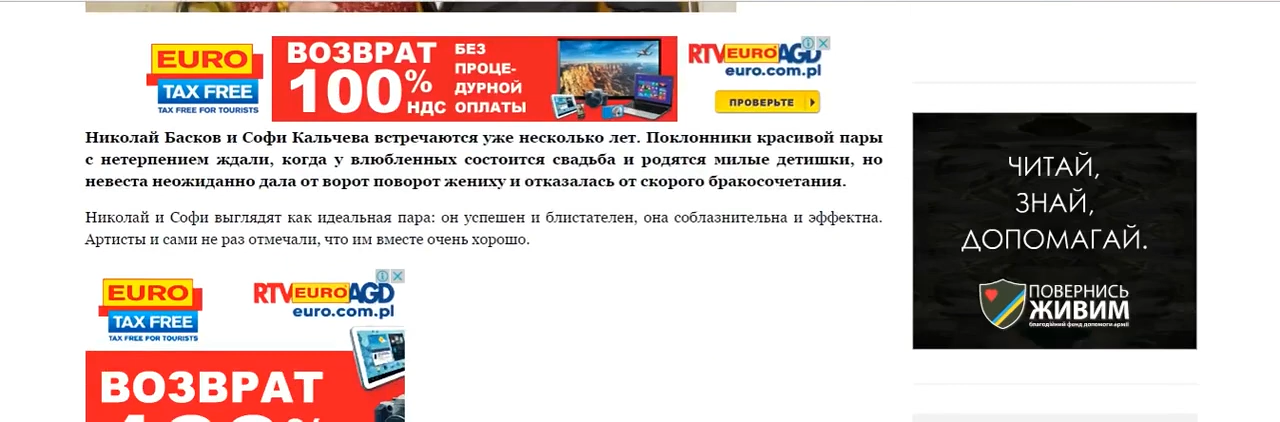 EURO
TAX FREE
TAX FREE FOR TOURISTS
ВОЗВРАТ
100%
НДС
БЕЗ
ПРОЦЕ-
ДУРНОЙ
ОПЛАТЫ
RTV EURO AGD
euro.com.pl
ПРОВЕРЬТЕ
Николай Басков и Софи Кальчева встречаются уже несколько лет. Поклонники красивой пары
с нетерпением ждали, когда у влюбленных состоится свадьба и родятся милые детишки, но
невеста неожиданно дала от ворот поворот жениху и отказалась от скорого бракосочетания.
Николай и Софи выглядят как идеальная пара: он успешен и блистателен, она соблазнительна и эффектна.
Артисты и сами не раз отмечали, что им вместе очень хорошо.
EURO
TAX FREE
TAX FREE FOR TOURISTS
RTV EURO AGD
euro.com.pl
ВОЗВРАТ
ЧИТАЙ,
ЗНАЙ,
ДОПОМАГАЙ.
ПОВЕРНИСЬ
ЖИВИМ
благодійний фонд допомоги армії